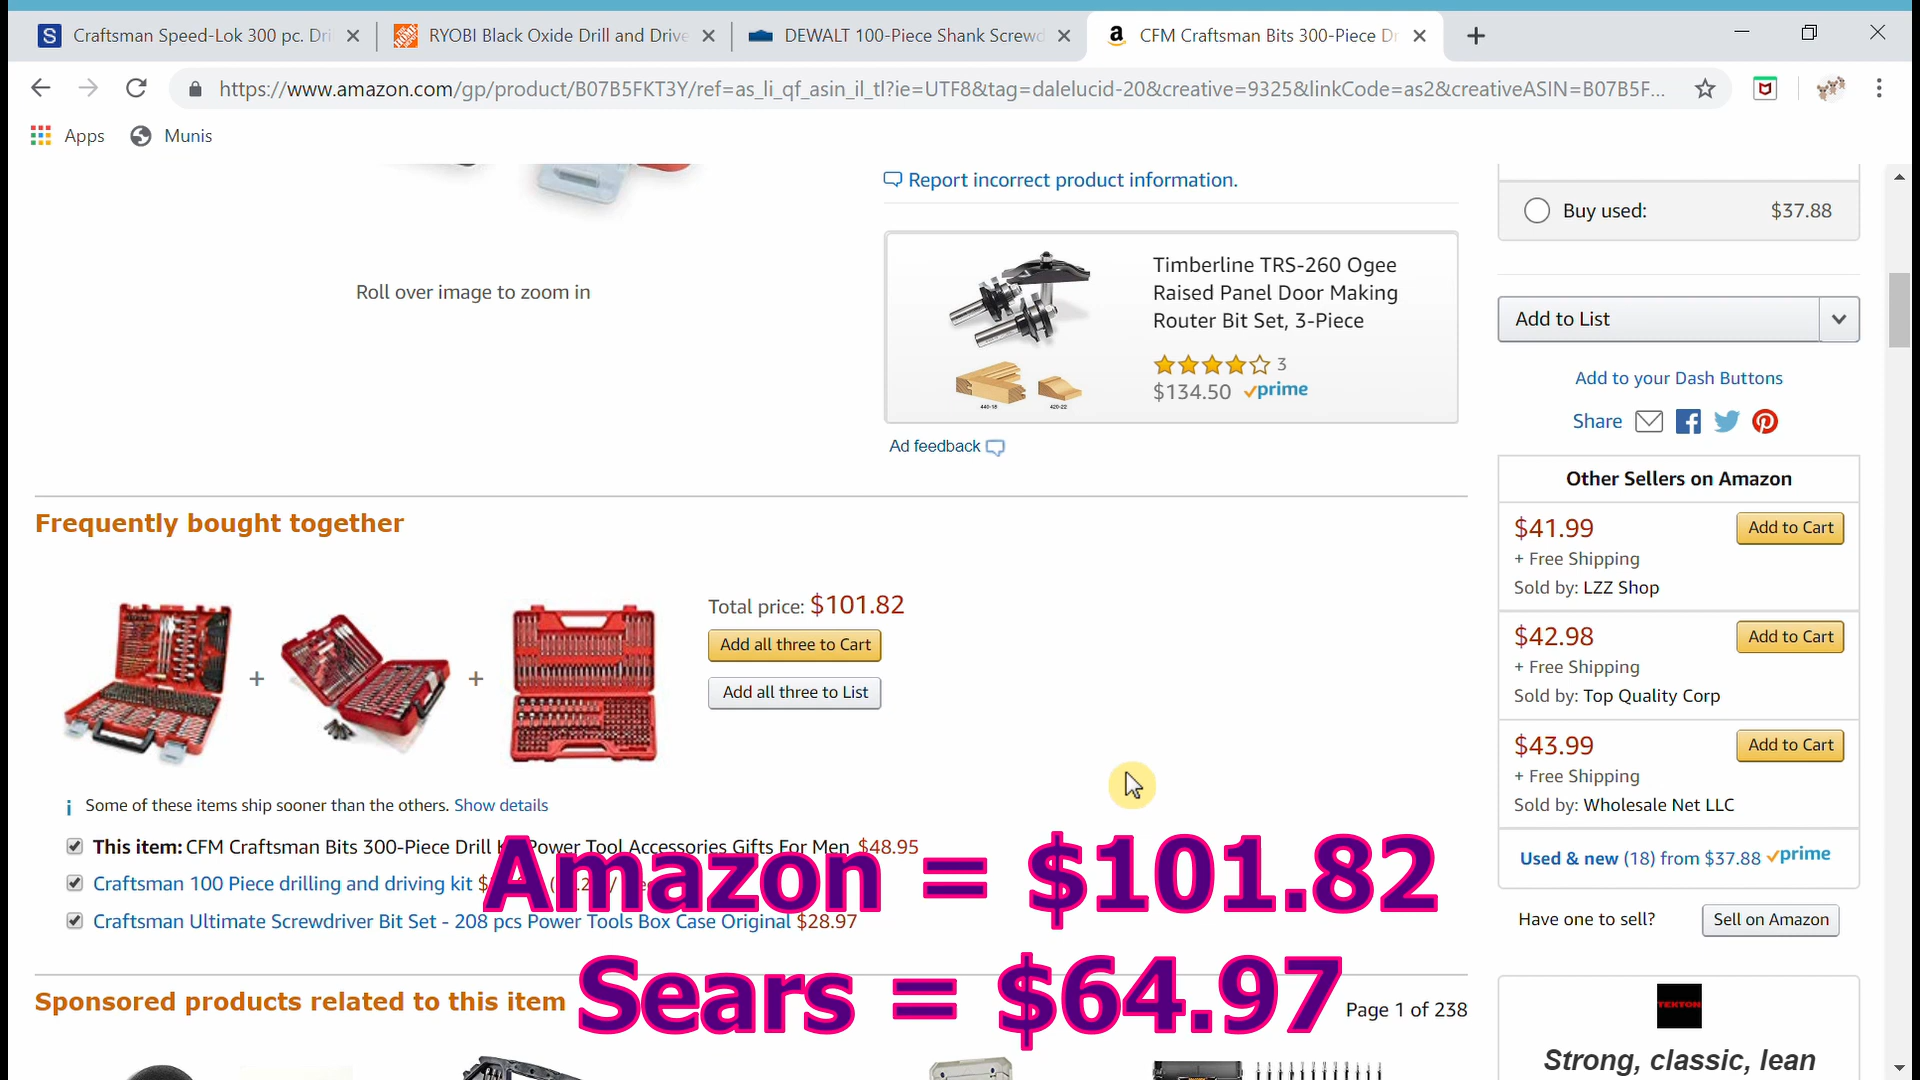 Craftsman Speed-Lok 300 pc. Dri
RYOBI Black Oxide Drill and Drive
DEWALT 100-Piece Shank Screwd
CFM Craftsman Bits 300-Piece Dr
https://www.amazon.com/gp/product/B07B5FKT3Y/ref=as_li_qf_asin_il_tl?ie=UTF8&tag=dalelucid-20&creative=9325&linkCode=as2&creativeASIN=B07B5F...
Apps
Munis
Report incorrect product information.
Buy used:
$37.88
Timberline TRS-260 Ogee
Raised Panel Door Making
Router Bit Set, 3-Piece
3
$134.50 prime
440-18
420-22
Roll over image to zoom in
Ad feedback
Add to List
Add to your Dash Buttons
Share
Other Sellers on Amazon
$41.99
Add to Cart
+ Free Shipping
Sold by: LZZ Shop
$42.98
Add to Cart
+ Free Shipping
Sold by: Top Quality Corp
$43.99
Add to Cart
+ Free Shipping
Sold by: Wholesale Net LLC
Used & new (18) from $37.88 prime
Have one to sell?
Sell on Amazon
Frequently bought together
+
+
Total price: $101.82
Add all three to Cart
Add all three to List
Some of these items ship sooner than the others. Show details
This item: CFM Craftsman Bits 300-Piece Drill Power Tool Accessories Gifts For Men $48.95
Craftsman 100 Piece drilling and driving kit
Craftsman Ultimate Screwdriver Bit Set - 208 pcs Power Tools Box Case Original $28.97
Amazon = $101.82
Sears = $64.97
Sponsored products related to this item
Page 1 of 238
TEKTON
Strong, classic, lean